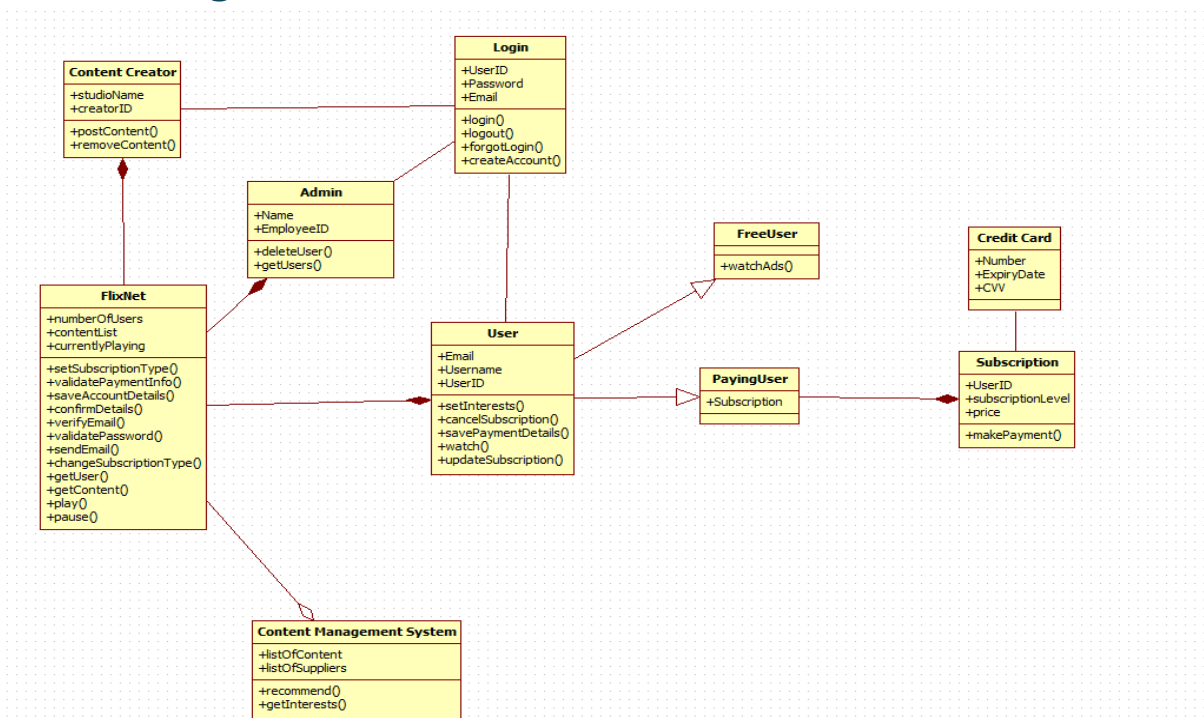 Content Creator
+studioName
+creatorID
+postContent()
+removeContent()
Login
+UserID
+Password
+Email
+login()
+logout()
+forgotLogin()
+createAccount()
Admin
+Name
+EmployeeID
+deleteUser()
+getUsers()
FlixNet
+numberOfUsers
+contentList
+currentlyPlaying
+setSubscriptionType()
+validatePaymentInfo()
+saveAccountDetails()
+confirmDetails()
+verifyEmail()
+validatePassword()
+sendEmail()
+changeSubscriptionType()
+getUser()
+getContent()
+play()
+pause()
User
+Email
+Username
+UserID
+setInterests()
+cancelSubscription()
+savePaymentDetails()
+watch()
+updateSubscription()
FreeUser
+watchAds()
PayingUser
+Subscription
Credit Card
+Number
+ExpiryDate
+CVV
Subscription
+UserID
+subscriptionLevel
+price
+makePayment()
Content Management System
+listOfContent
+listOfSuppliers
+recommend()
+getInterests()